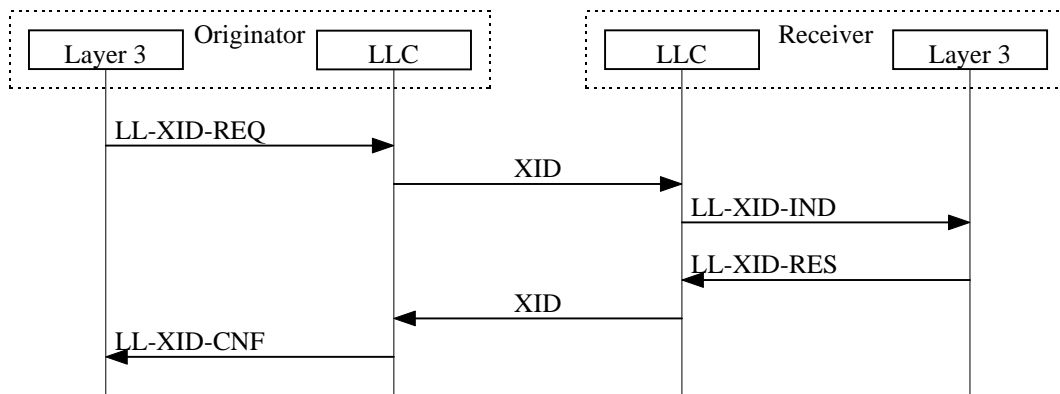 Originator
Receiver
Layer 3
LLC
LLC
Layer 3
LL-XID-REQ
XID
LL-XID-IND
LL-XID-RES
XID
LL-XID-CNF